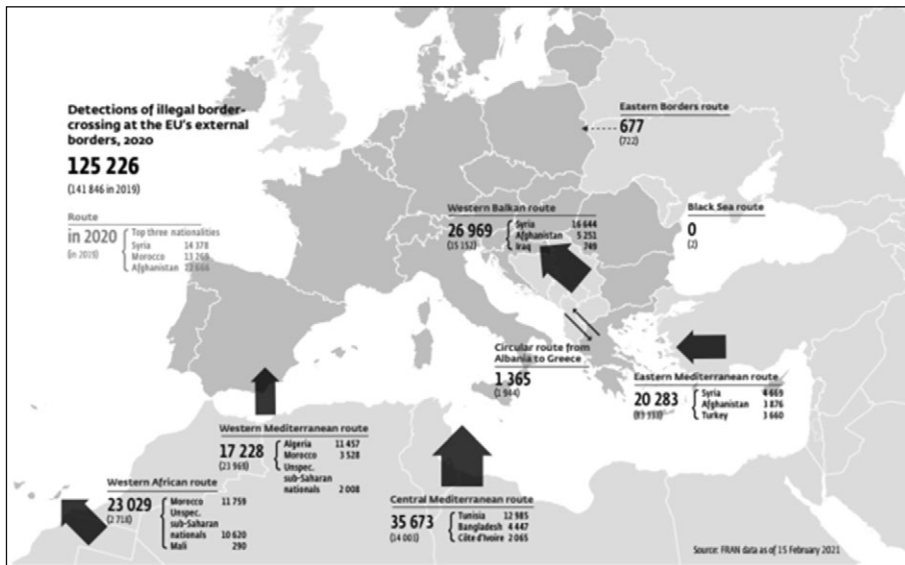 Detections of illegal border-
crossing at the EU's external
borders, 2020
125 226
(141 846 in 2019)
Route
in 2020
(in 2019)
Top three nationalities
Syria 14 378
Morocco 13 269
Afghanistan
Eastern Borders route
677
(722)
Western Balkan route
26 969
(15 152)
Syria 16 644
Afghanistan 5 251
Iraq 749
Black Sea route
0
(2)
Circular route from
Albania to Greece
1 365
(1 944)
Eastern Mediterranean route
20 283
Syria 4 669
Afghanistan 3 876
Turkey 3 660
Western Mediterranean route
17 228
(23 969)
Algeria 11 457
Morocco 3 528
Unspec.
sub-Saharan
nationals 2 008
Western African route
23 029
(2 718)
Morocco 11 759
Unspec.
sub-Saharan
nationals 10 620
Mali 290
Central Mediterranean route
35 673
(14 003)
Tunisia 12 985
Bangladesh 4 447
Côte d'Ivoire 2 065
Source: FRAN data as of 15 February 2021